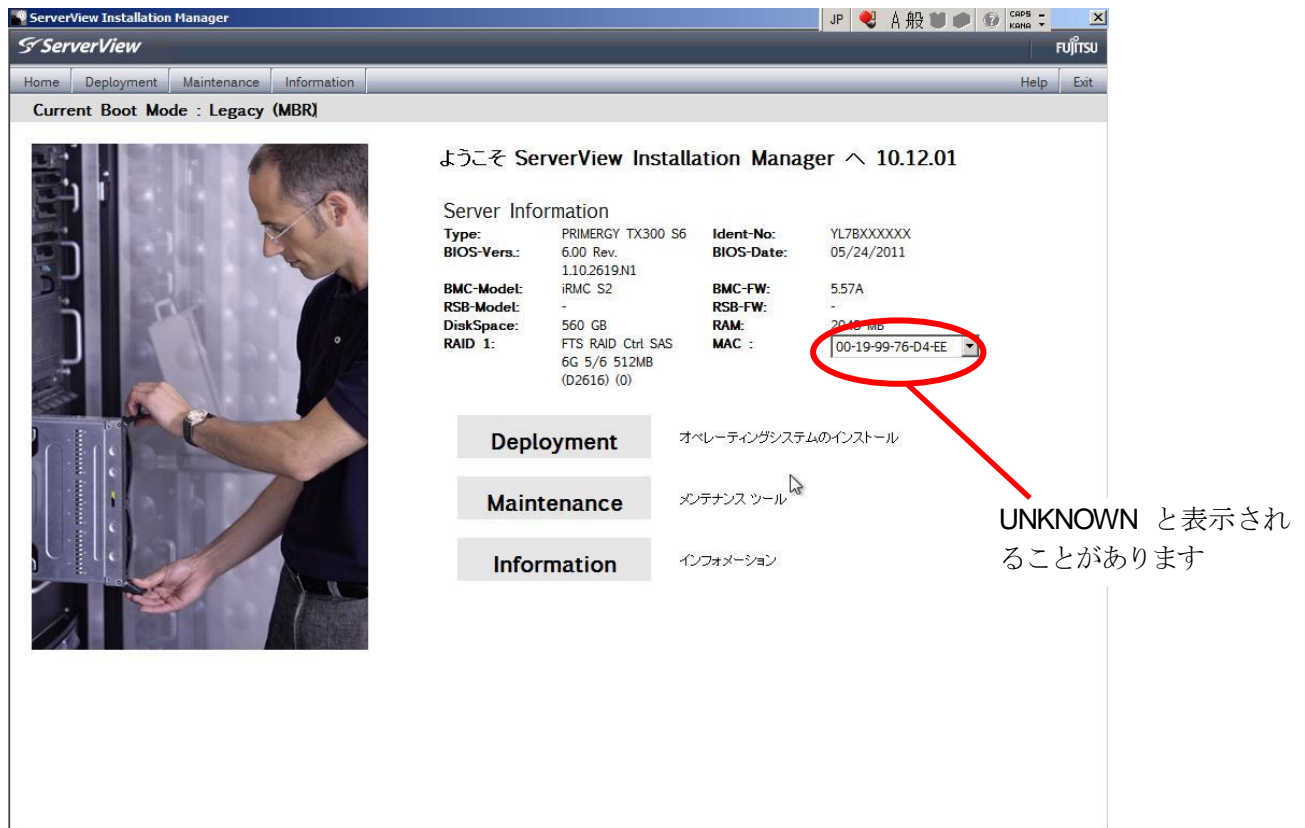 ServerView Installation Manager
JP A 般 CAPS KANA
ServerView
FUJITSU
Home Deployment Maintenance Information Help Exit
Current Boot Mode : Legacy (MBR)
ようこそ ServerView Installation Manager へ 10.12.01
Server Information
Type: PRIMERGY TX300 S6 Ident-No: YL7BXXXXXX
BIOS-Vers.: 6.00 Rev. BIOS-Date: 05/24/2011
1.10.2619.N1
BMC-Model: iRMC S2 BMC-FW: 5.57A
RSB-Model: - RSB-FW: -
DiskSpace: 560 GB RAM: 2048 MB
RAID 1: FTS RAID Ctrl SAS MAC : 00-19-99-76-D4-EE
6G 5/6 512MB
(D2616) (0)
Deployment オペレーティングシステムのインストール
Maintenance メンテナンス ツール
Information インフォメーション
UNKNOWN と表示され
ることがあります